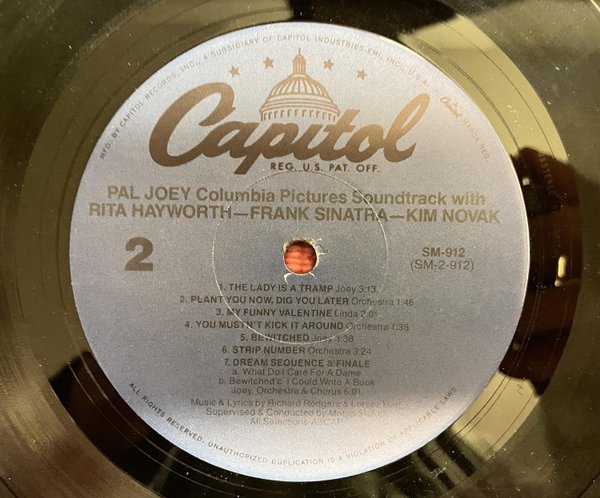 MFD. BY CAPITOL RECORDS, INC., A SUBSIDIARY OF CAPITOL INDUSTRIES-EMI, INC., U.S.A.
Capitol MARCA REG.
Capitol
REG. U.S. PAT. OFF.
PAL JOEY Columbia Pictures Soundtrack with
RITA HAYWORTH—FRANK SINATRA—KIM NOVAK
2
SM-912
(SM-2-912)
1. THE LADY IS A TRAMP Joey 3:13
2. PLANT YOU NOW, DIG YOU LATER Orchestra 1:46
3. MY FUNNY VALENTINE Linda 2:01
4. YOU MUSTN'T KICK IT AROUND Orchestra 1:38
5. BEWITCHED Joey 3:38
6. STRIP NUMBER Orchestra 3:24
7. DREAM SEQUENCE & FINALE
a. What Do I Care For A Dame
b. Bewitched c. I Could Write A Book
Joey, Orchestra & Chorus 6:01
Music & Lyrics by Richard Rodgers &
Supervised & Conducted by
All Selections ASCAP
ALL RIGHTS RESERVED. UNAUTHORIZED DUPLICATION IS A VIOLATION OF APPLICABLE LAWS.